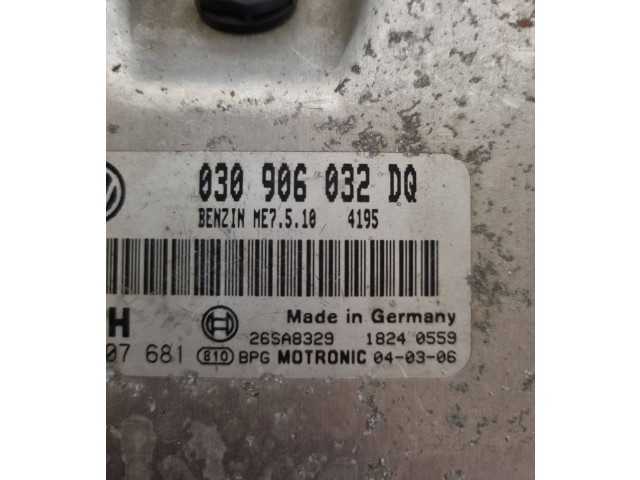 030 906 032 DQ
BENZIN ME7.5.10 4195
H Made in Germany
26SA8329 1824 0559
07 681 810 BPG MOTRONIC 04-03-06